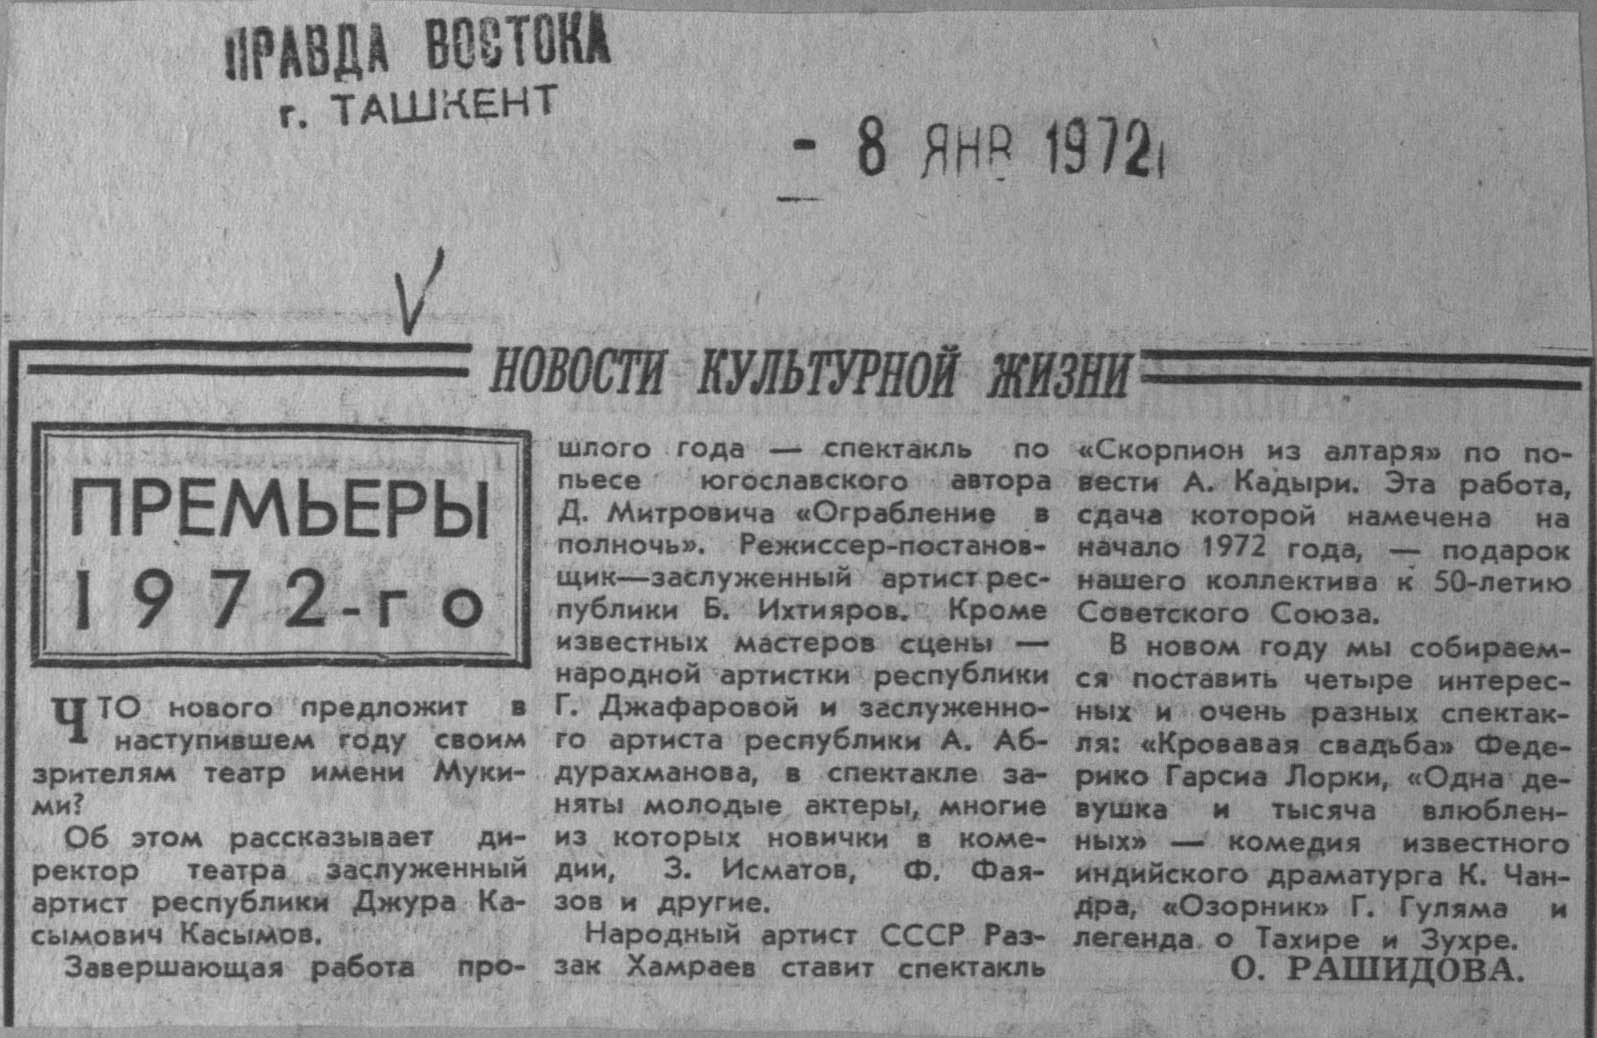 ПРАВДА ВОСТОКА
г. ТАШКЕНТ
- 8 ЯНВ 1972
НОВОСТИ КУЛЬТУРНОЙ ЖИЗНИ
ПРЕМЬЕРЫ
1972-го
ЧТО нового предложит в
наступившем году своим
зрителям театр имени Муки-
ми?
Об этом рассказывает ди-
ректор театра заслуженный
артист республики Джура Ка-
сымович Касымов.
Завершающая работа про-
шлого года — спектакль по
пьесе югославского автора
Д. Митровича «Ограбление в
полночь». Режиссер-постанов-
щик—заслуженный артист рес-
публики Б. Ихтияров. Кроме
известных мастеров сцены —
народной артистки республики
Г. Джафаровой и заслуженно-
го артиста республики А. Аб-
дурахманова, в спектакле за-
няты молодые актеры, многие
из которых новички в коме-
дии, З. Исматов, Ф. Фая-
зов и другие.
Народный артист СССР Раз-
зак Хамраев ставит спектакль
«Скорпион из алтаря» по по-
вести А. Кадыри. Эта работа,
сдача которой намечена на
начало 1972 года, — подарок
нашего коллектива к 50-летию
Советского Союза.
В новом году мы собираем-
ся поставить четыре интерес-
ных и очень разных спектак-
ля: «Кровавая свадьба» Феде-
рико Гарсиа Лорки, «Одна де-
вушка и тысяча влюблен-
ных» — комедия известного
индийского драматурга К. Чан-
дра, «Озорник» Г. Гуляма и
легенда о Тахире и Зухре.
О. РАШИДОВА.